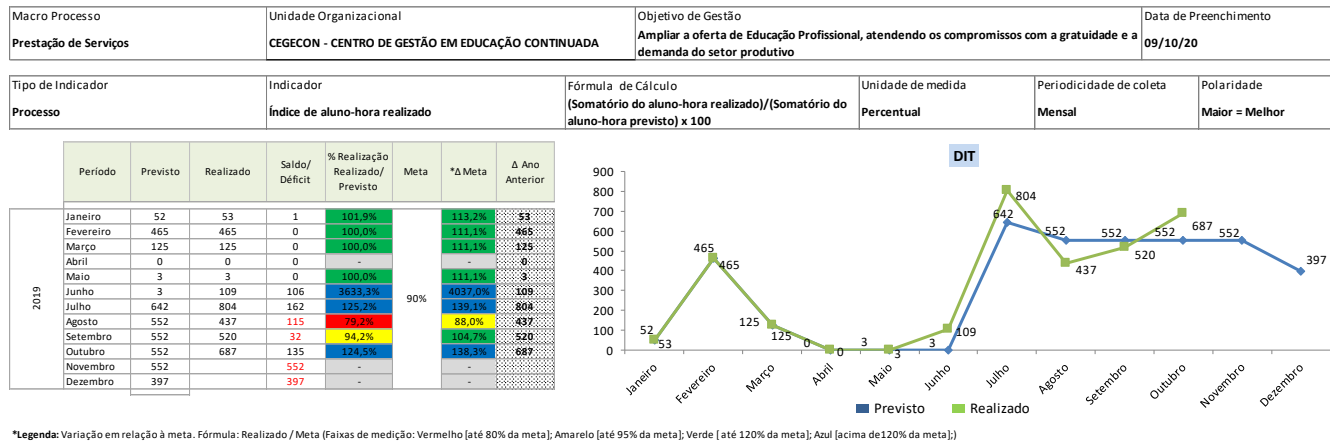 Macro Processo
Prestação de Serviços
Unidade Organizacional
CEGECON - CENTRO DE GESTÃO EM EDUCAÇÃO CONTINUADA
Objetivo de Gestão
Ampliar a oferta de Educação Profissional, atendendo os compromissos com a gratuidade e a
demanda do setor produtivo
Data de Preenchimento
09/10/20
Tipo de Indicador
Processo
Indicador
Índice de aluno-hora realizado
Fórmula de Cálculo
(Somatório do aluno-hora realizado)/(Somatório do
aluno-hora previsto) x 100
Unidade de medida
Percentual
Periodicidade de coleta
Mensal
Polaridade
Maior = Melhor
Período Previsto Realizado Saldo/ Déficit % Realização Realizado/ Previsto Meta *Δ Meta Δ Ano Anterior
2019
90%
Janeiro 52 53 1 101,9% 113,2% 53
Fevereiro 465 465 0 100,0% 111,1% 465
Março 125 125 0 100,0% 111,1% 125
Abril 0 0 0 - - 0
Maio 3 3 0 100,0% 111,1% 3
Junho 3 109 106 3633,3% 4037,0% 109
Julho 642 804 162 125,2% 139,1% 804
Agosto 552 437 115 79,2% 88,0% 437
Setembro 552 520 32 94,2% 104,7% 520
Outubro 552 687 135 124,5% 138,3% 687
Novembro 552 552 - -
Dezembro 397 397 - -
DIT
900
800
700
600
500
400
300
200
100
0
52 465 125 0 3 3 642 552 552 552 552 397
53 465 125 0 3 109 804 437 520 687
Janeiro Fevereiro Março Abril Maio Junho Julho Agosto Setembro Outubro Novembro Dezembro
Previsto Realizado
*Legenda: Variação em relação à meta. Fórmula: Realizado / Meta (Faixas de medição: Vermelho [até 80% da meta]; Amarelo [até 95% da meta]; Verde [ até 120% da meta]; Azul [acima de120% da meta];)